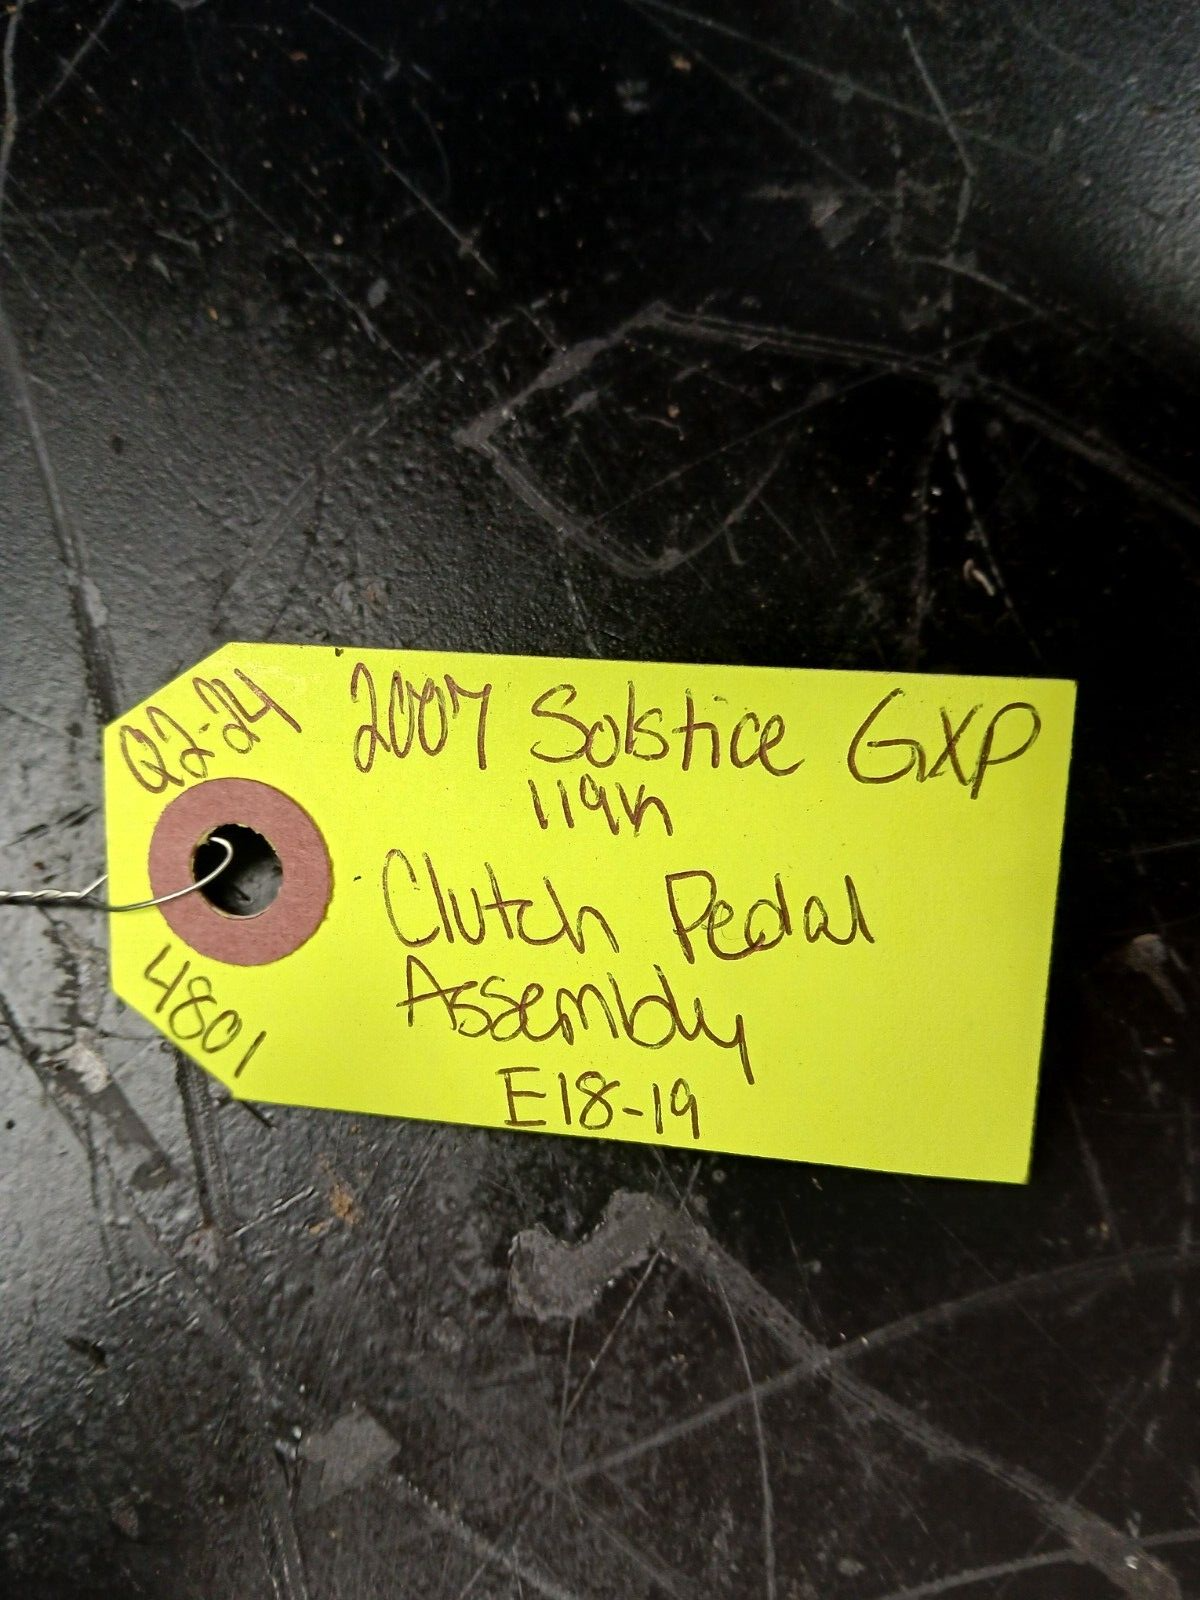 Q2-24
2007 Solstice GXP
119K
Clutch Pedal
Assembly
E18-19
4801